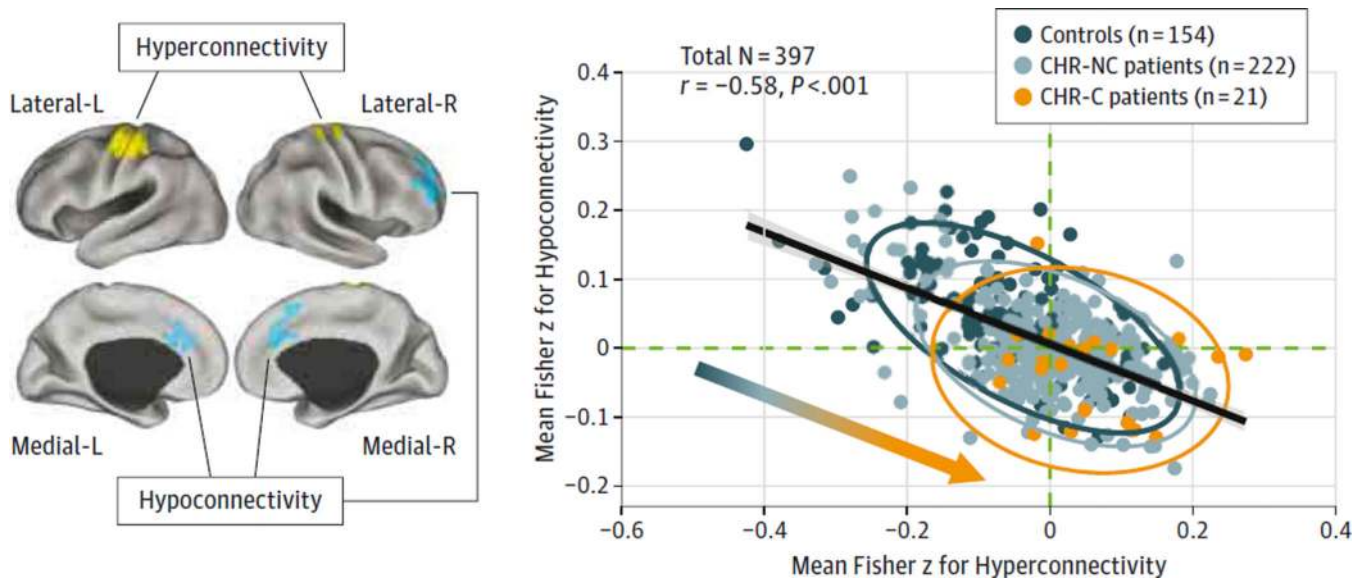 Hyperconnectivity
Lateral-L
Lateral-R
Medial-L
Medial-R
Hypoconnectivity
Total N = 397
r = −0.58, P<.001
Controls (n = 154)
CHR-NC patients (n = 222)
CHR-C patients (n = 21)
Mean Fisher z for Hypoconnectivity
0.4
0.3
0.2
0.1
0
−0.1
−0.2
−0.6
−0.4
−0.2
0
0.2
0.4
Mean Fisher z for Hyperconnectivity